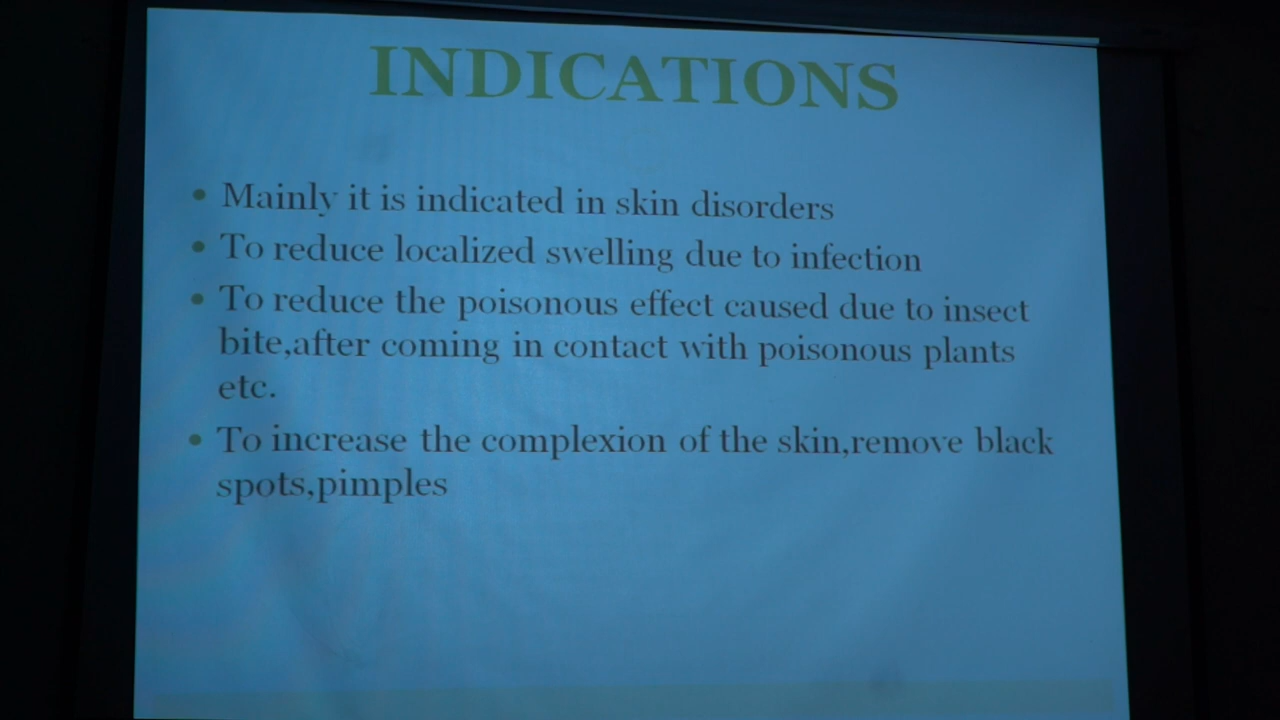 INDICATIONS
• Mainly it is indicated in skin disorders
• To reduce localized swelling due to infection
• To reduce the poisonous effect caused due to insect
bite,after coming in contact with poisonous plants
etc.
• To increase the complexion of the skin,remove black
spots,pimples